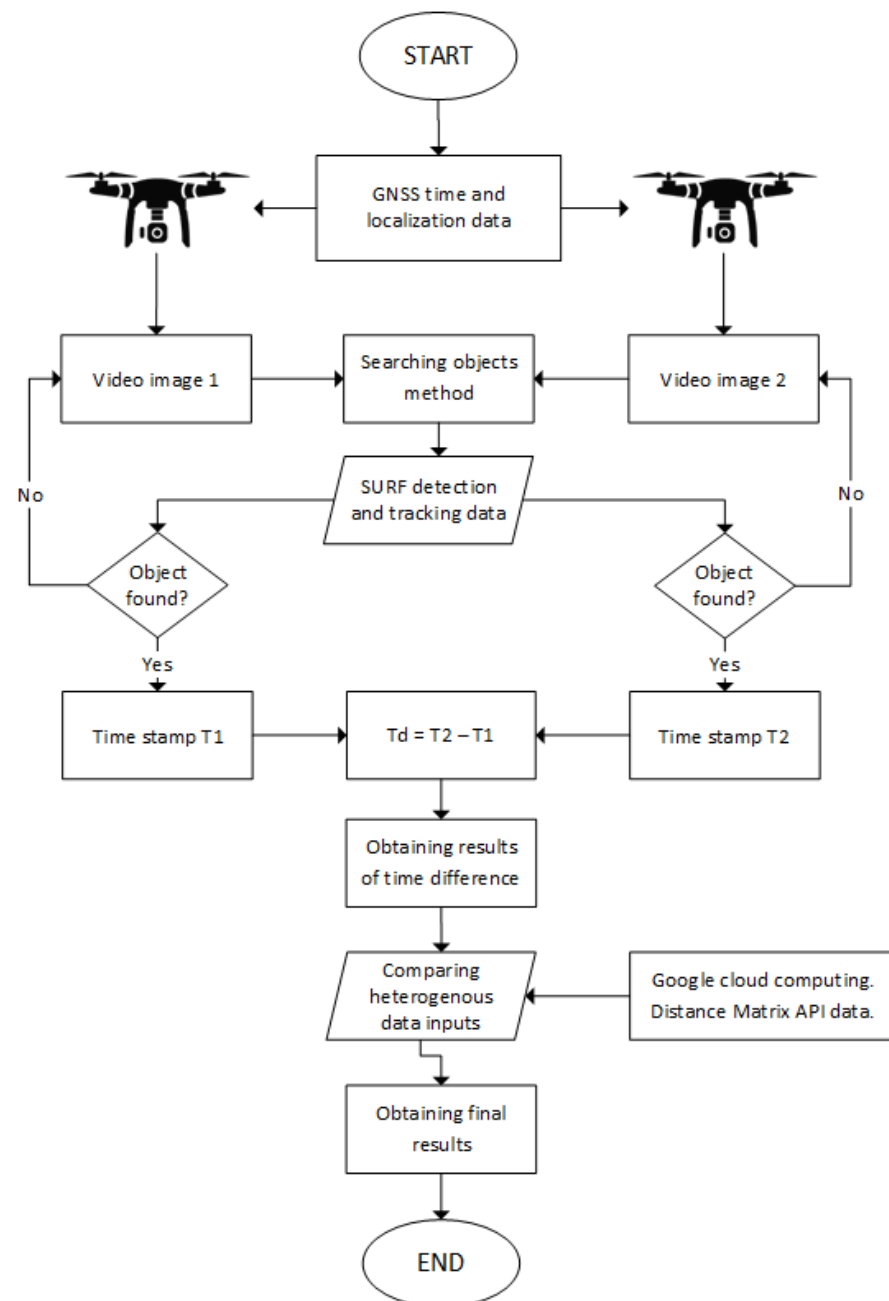 START
GNSS time and
localization data
Video image 1
Searching objects
method
Video image 2
No
SURF detection
and tracking data
No
Object
found?
Object
found?
Yes
Yes
Time stamp T1
Td = T2 – T1
Time stamp T2
Obtaining results
of time difference
Comparing
heterogenous
data inputs
Google cloud computing.
Distance Matrix API data.
Obtaining final
results
END